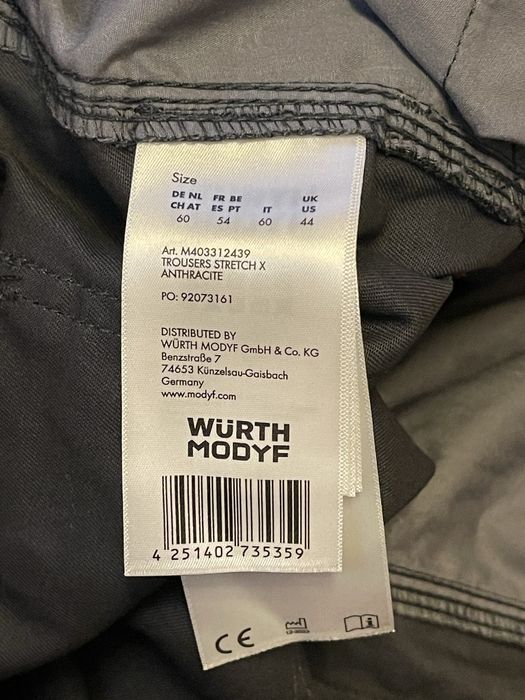 Size
DE NL FR BE UK
CH AT ES PT IT US
60 54 60 44
Art. M403312439
TROUSERS STRETCH X
ANTHRACITE
PO: 92073161
DISTRIBUTED BY
WÜRTH MODYF GmbH & Co. KG
Benzstraße 7
74653 Künzelsau-Gaisbach
Germany
www.modyf.com
WÜRTH
MODYF
4 251402 735359
CE